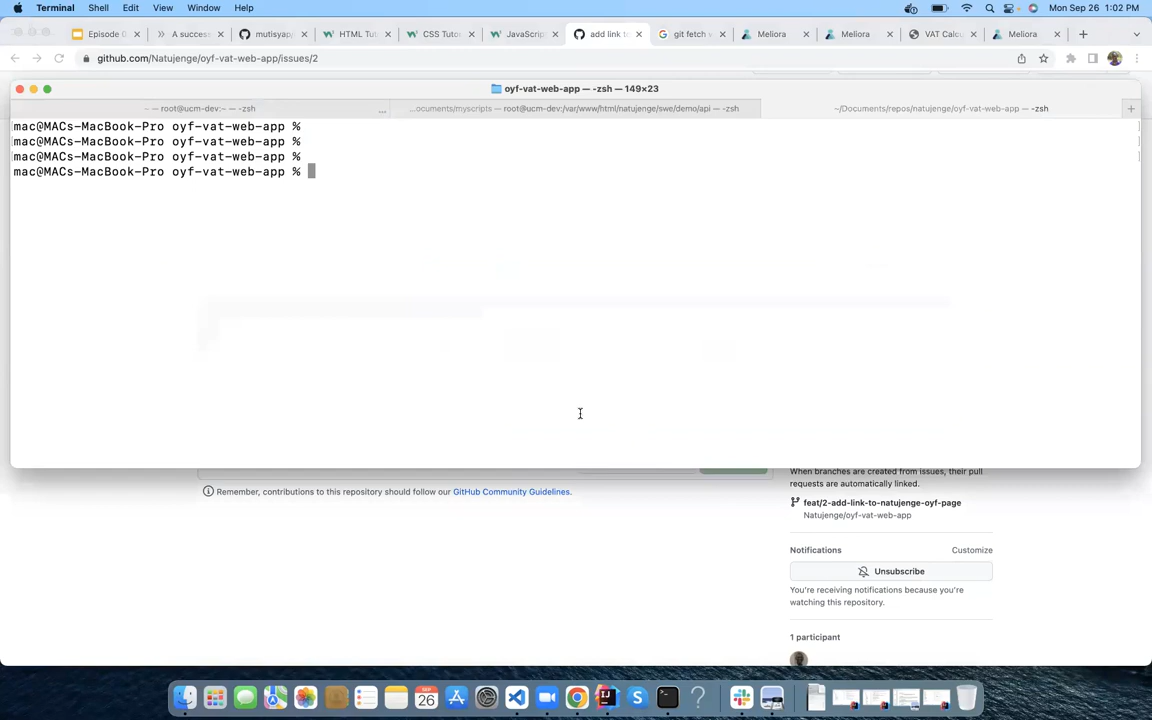 Terminal Shell Edit View Window Help Mon Sep 26 1:02 PM
Episode 0 A success mutisyap HTML Tut CSS Tuto JavaScrip add link t git fetch v Meliora Meliora VAT Calcu Meliora
github.com/Natujenge/oyf-vat-web-app/issues/2
oyf-vat-web-app — -zsh — 149×23
~ — root@ucm-dev:~ — -zsh ... ...ocuments/myscripts — root@ucm-dev:/var/www/html/natujenge/swe/demo/api — -zsh ~/Documents/repos/natujenge/oyf-vat-web-app — -zsh
mac@MACs-MacBook-Pro oyf-vat-web-app %
mac@MACs-MacBook-Pro oyf-vat-web-app %
mac@MACs-MacBook-Pro oyf-vat-web-app %
mac@MACs-MacBook-Pro oyf-vat-web-app %
When branches are created from issues, their pull
requests are automatically linked.
Remember, contributions to this repository should follow our GitHub Community Guidelines.
feat/2-add-link-to-natujenge-oyf-page
Natujenge/oyf-vat-web-app
Notifications Customize
Unsubscribe
You're receiving notifications because you're
watching this repository.
1 participant
SEP
26